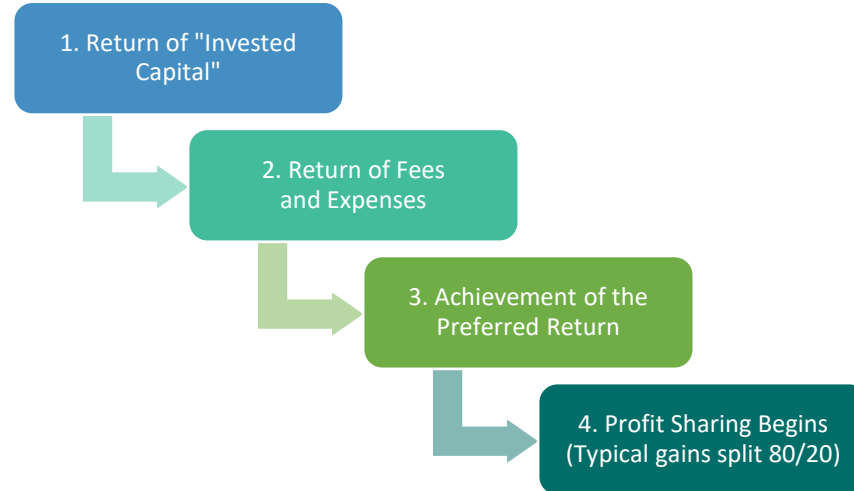 1. Return of "Invested
Capital"
2. Return of Fees
and Expenses
3. Achievement of the
Preferred Return
4. Profit Sharing Begins
(Typical gains split 80/20)